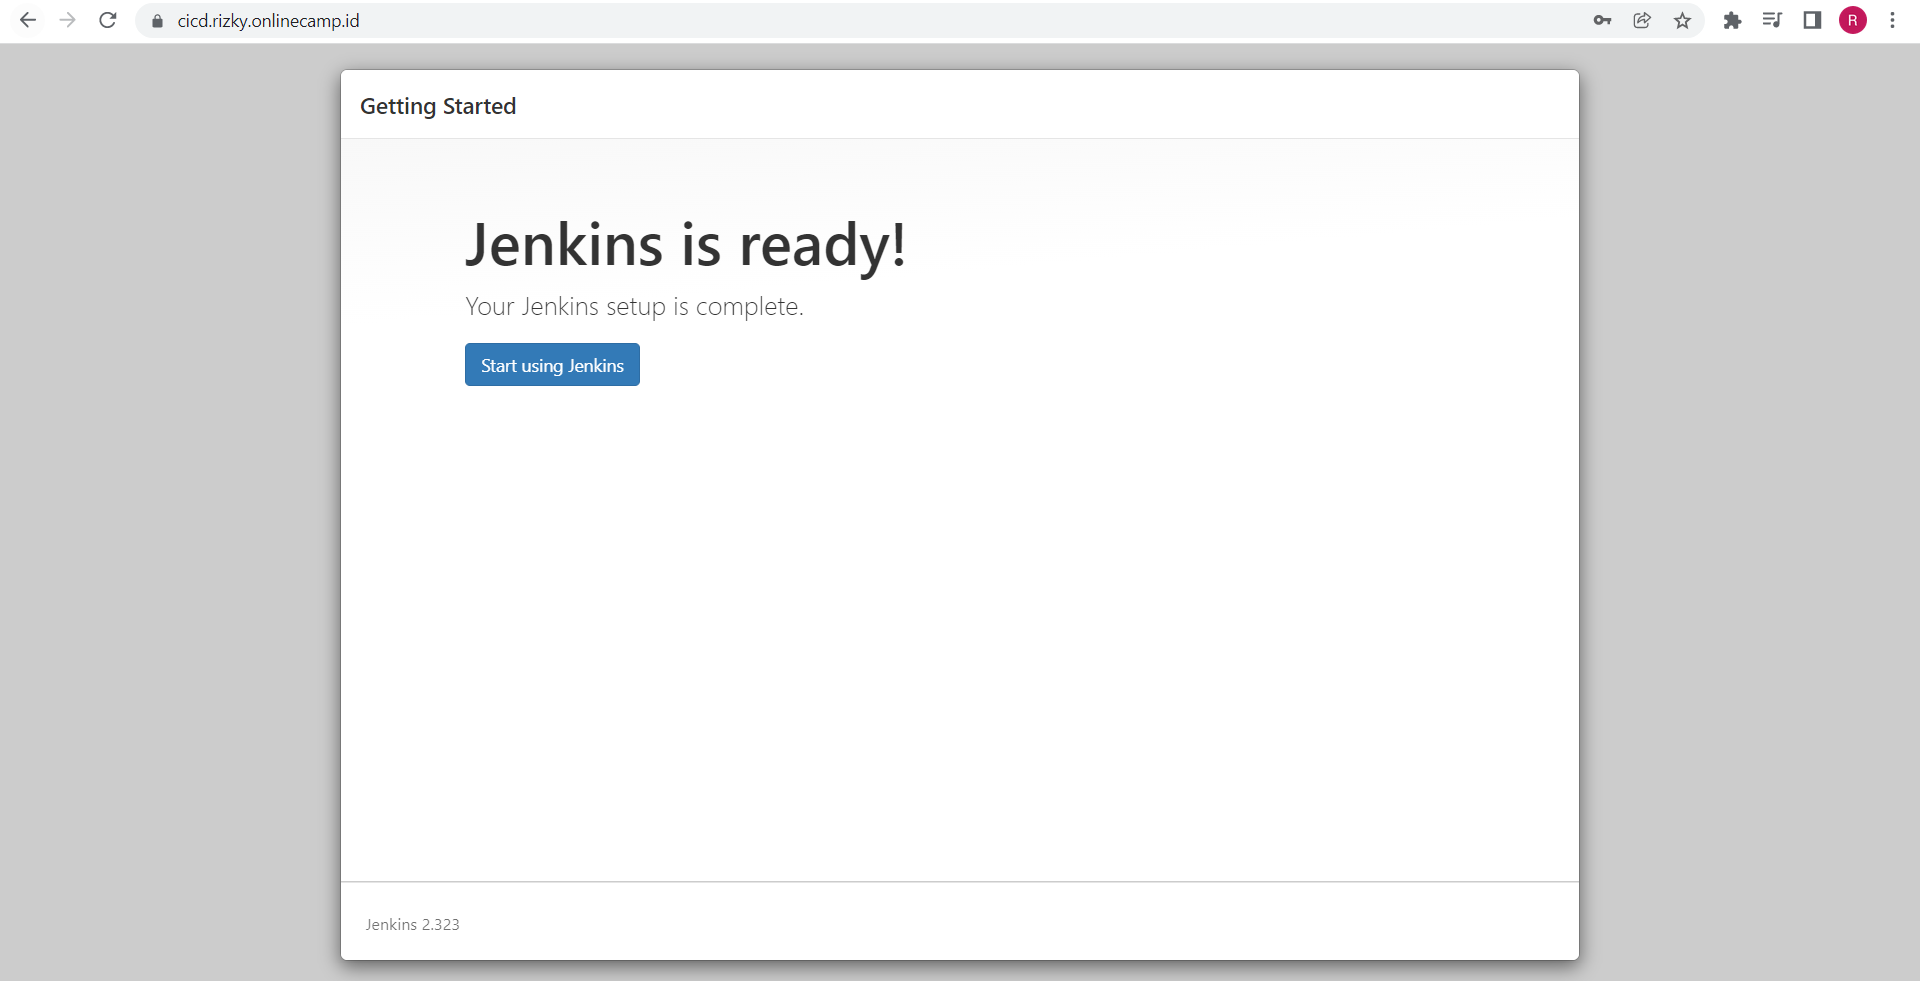 cicd.rizky.onlinecamp.id
R
Getting Started
Jenkins is ready!
Your Jenkins setup is complete.
Start using Jenkins
Jenkins 2.323